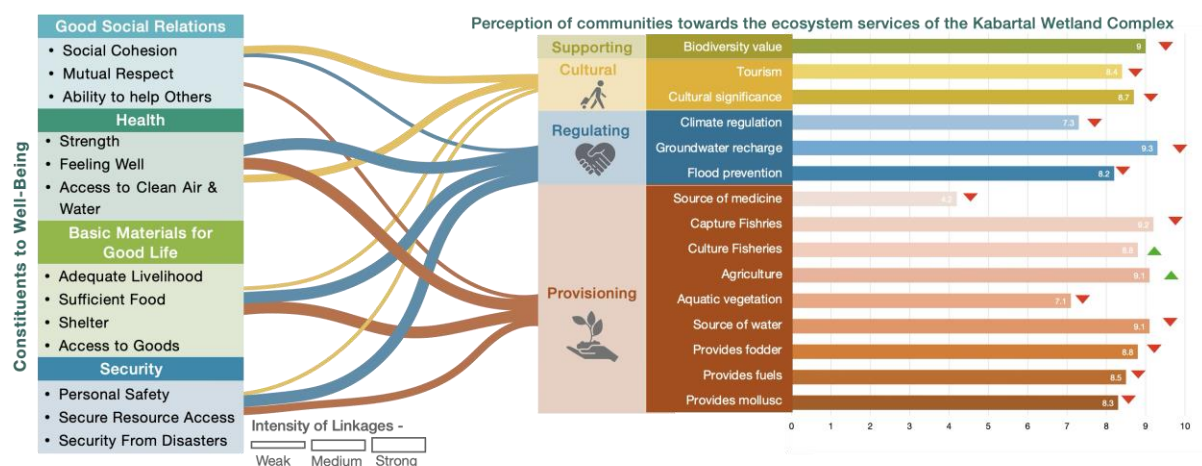 Perception of communities towards the ecosystem services of the Kabartal Wetland Complex
Constituents to Well-Being
Good Social Relations
• Social Cohesion
• Mutual Respect
• Ability to help Others
Health
• Strength
• Feeling Well
• Access to Clean Air &
Water
Basic Materials for
Good Life
• Adequate Livelihood
• Sufficient Food
• Shelter
• Access to Goods
Security
• Personal Safety
• Secure Resource Access
• Security From Disasters
Intensity of Linkages -
Weak Medium Strong
Supporting
Cultural
Regulating
Provisioning
Biodiversity value 9
Tourism 8.4
Cultural significance 8.7
Climate regulation 7.3
Groundwater recharge 9.3
Flood prevention 8.2
Source of medicine 4.2
Capture Fishries 9.2
Culture Fisheries 8.8
Agriculture 9.1
Aquatic vegetation 7.1
Source of water 9.1
Provides fodder 8.8
Provides fuels 8.5
Provides mollusc 8.3
0 1 2 3 4 5 6 7 8 9 10